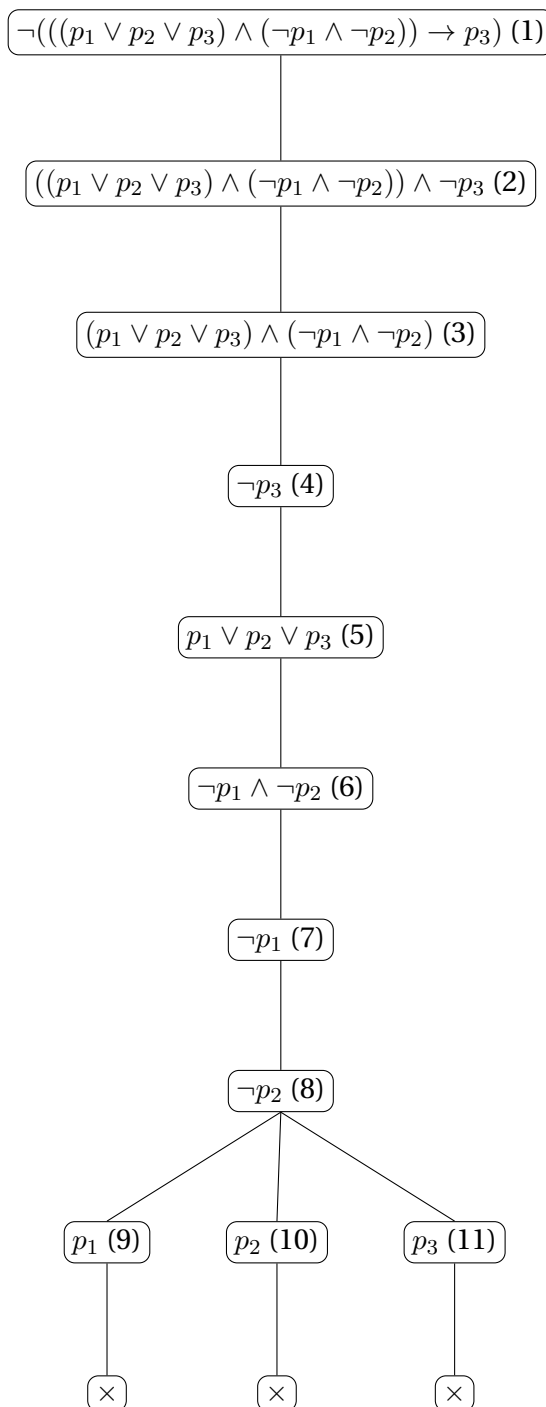 ¬(((p₁ ∨ p₂ ∨ p₃) ∧ (¬p₁ ∧ ¬p₂)) → p₃) (1)
((p₁ ∨ p₂ ∨ p₃) ∧ (¬p₁ ∧ ¬p₂)) ∧ ¬p₃ (2)
(p₁ ∨ p₂ ∨ p₃) ∧ (¬p₁ ∧ ¬p₂) (3)
¬p₃ (4)
p₁ ∨ p₂ ∨ p₃ (5)
¬p₁ ∧ ¬p₂ (6)
¬p₁ (7)
¬p₂ (8)
p₁ (9) p₂ (10) p₃ (11)
× × ×